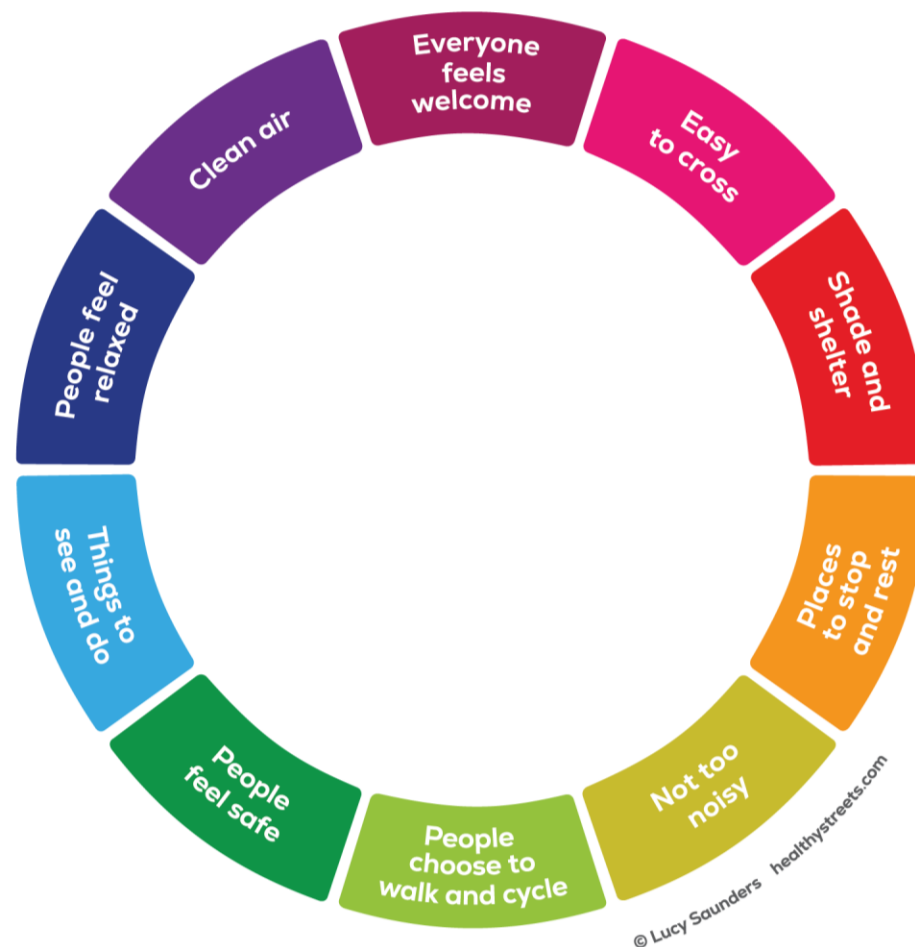 Everyone
feels
welcome
Easy
to cross
Shade and
shelter
Places
to stop
and rest
Not too
noisy
People
choose to
walk and cycle
People
feel safe
Things to
see and do
People feel
relaxed
Clean air
© Lucy Saunders healthystreets.com